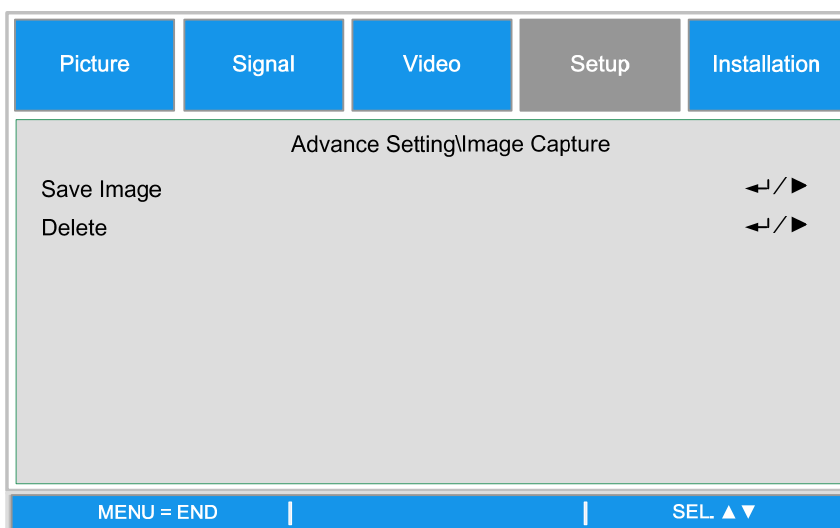 Picture Signal Video Setup Installation
Advance Setting\Image Capture
Save Image ↵/►
Delete ↵/►
MENU = END | | SEL. ▲▼